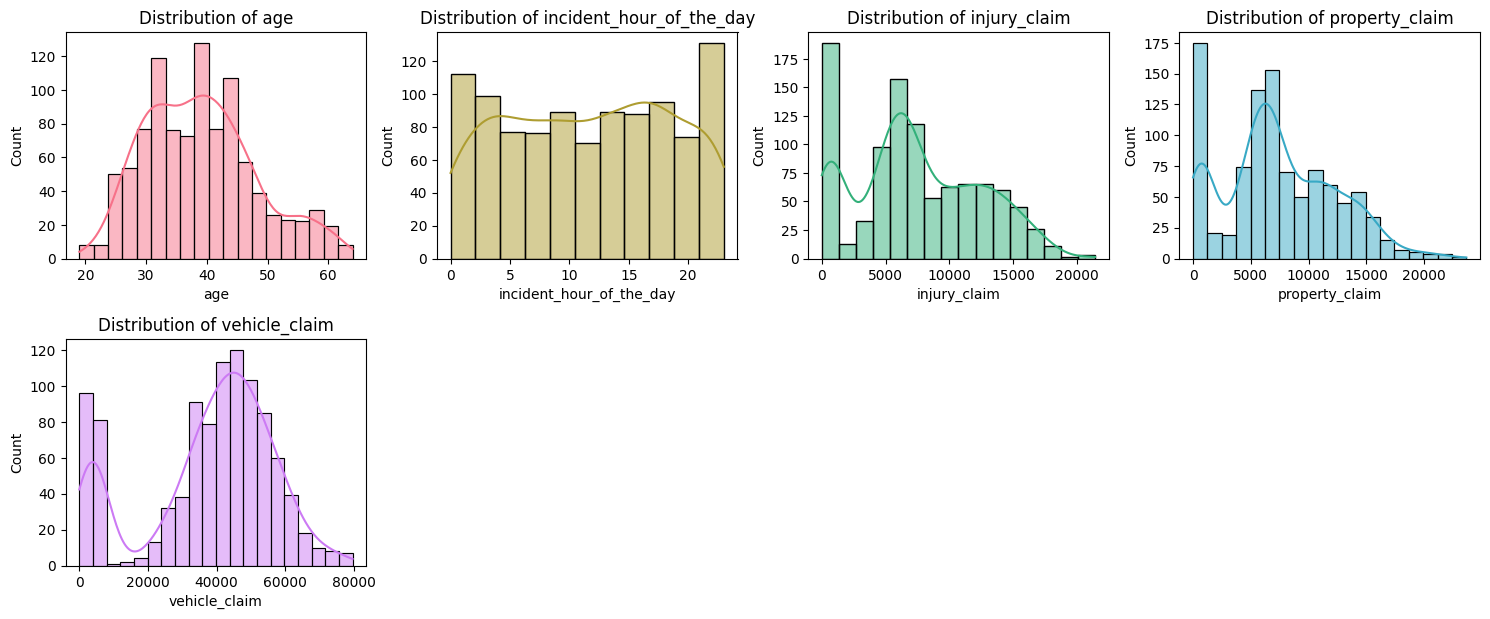 Distribution of age
Distribution of incident_hour_of_the_day
Distribution of injury_claim
Distribution of property_claim
120
100
80
60
40
20
0
Count
20 30 40 50 60
age
120
100
80
60
40
20
0
Count
0 5 10 15 20
incident_hour_of_the_day
175
150
125
100
75
50
25
0
Count
0 5000 10000 15000 20000
injury_claim
175
150
125
100
75
50
25
0
Count
0 5000 10000 15000 20000
property_claim
Distribution of vehicle_claim
120
100
80
60
40
20
0
Count
0 20000 40000 60000 80000
vehicle_claim